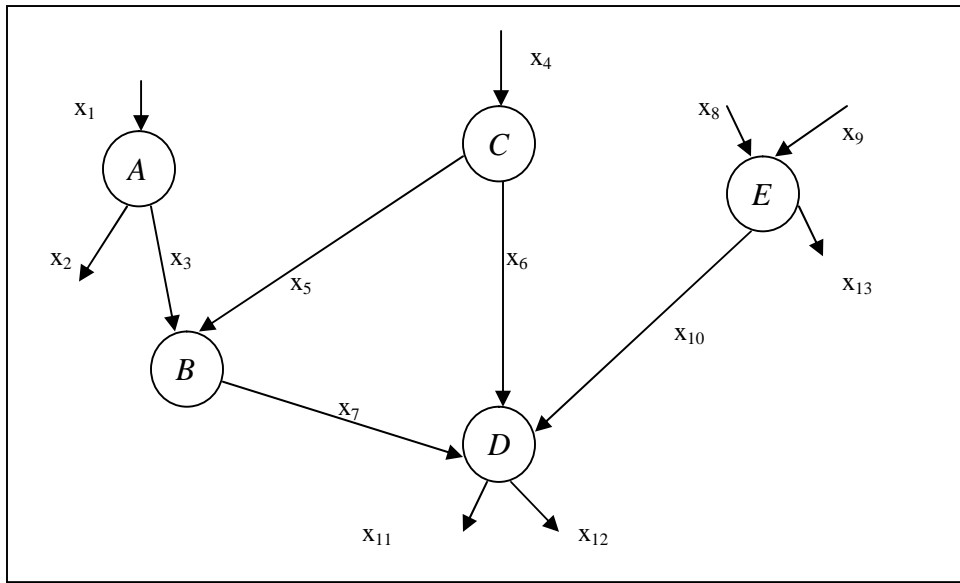 x₄
x₁
x₈
x₉
C
A
E
x₂
x₃
x₆
x₅
x₁₃
x₁₀
B
x₇
D
x₁₁
x₁₂